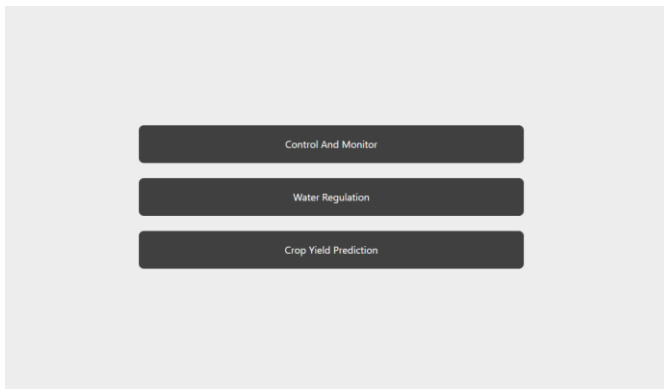 Control And Monitor
Water Regulation
Crop Yield Prediction